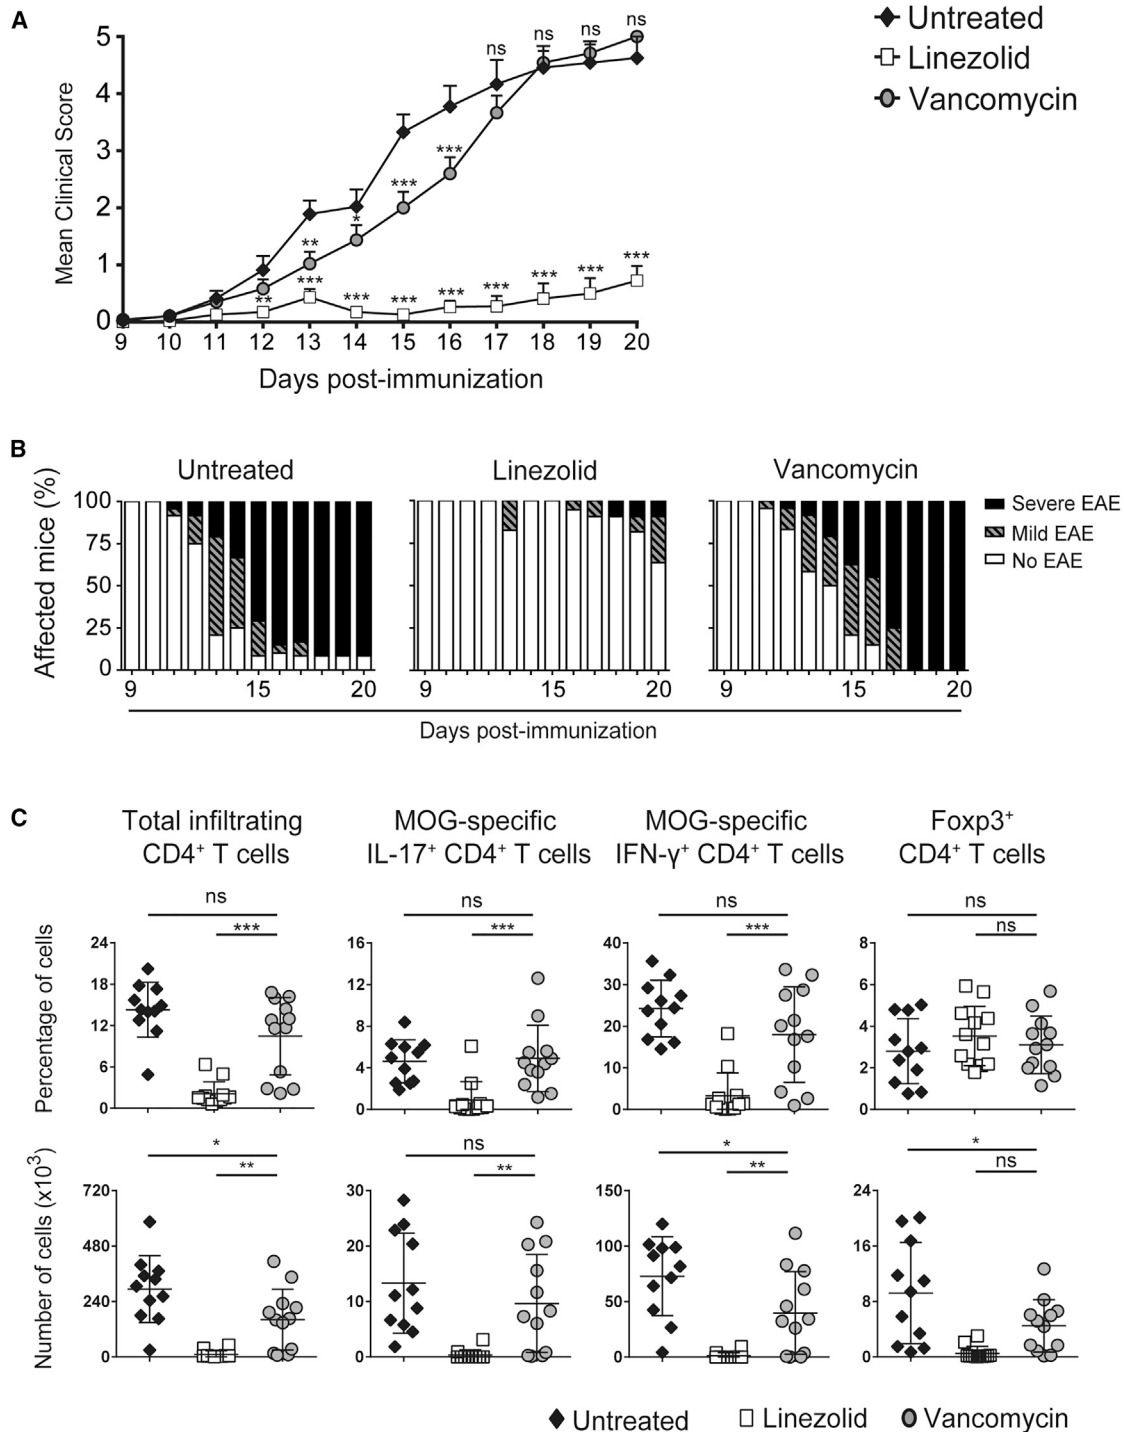 A
Untreated
Linezolid
Vancomycin
Mean Clinical Score
5
4
3
2
1
0
ns ns ns ns
*** ***
** *
** *** *** *** *** *** *** *** ***
9 10 11 12 13 14 15 16 17 18 19 20
Days post-immunization
B
Untreated Linezolid Vancomycin
Affected mice (%)
100
75
50
25
0
Severe EAE
Mild EAE
No EAE
9 15 20 9 15 20 9 15 20
Days post-immunization
C
Total infiltrating MOG-specific MOG-specific Foxp3⁺
CD4⁺ T cells IL-17⁺ CD4⁺ T cells IFN-γ⁺ CD4⁺ T cells CD4⁺ T cells
Percentage of cells
ns ns ns ns
*** *** *** ns
24 16 40 8
18 12 30 6
12 8 20 4
6 4 10 2
0 0 0 0
Number of cells (x10³)
* ns * *
** ** ** ns
720 30 150 24
480 20 100 16
240 10 50 8
0 0 0 0
Untreated Linezolid Vancomycin